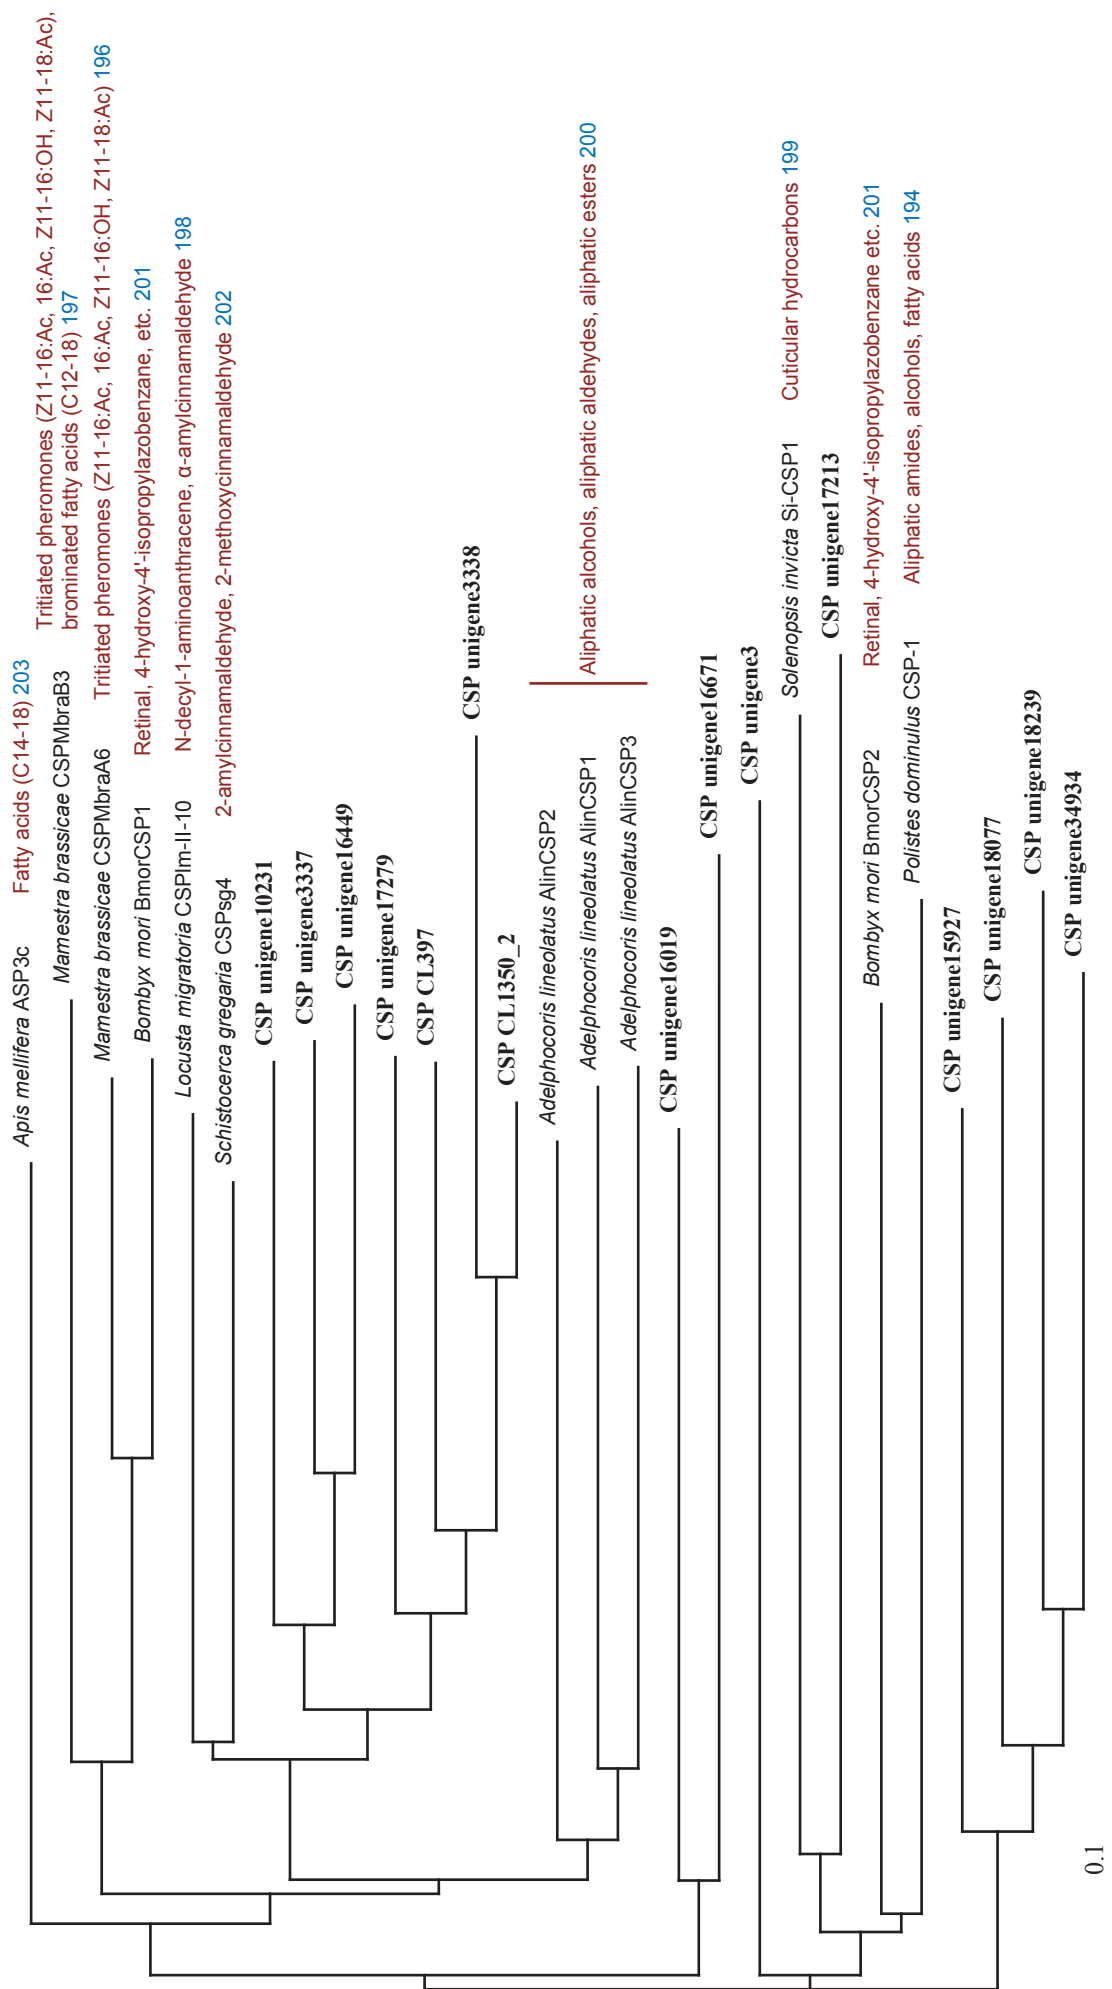 Apis mellifera ASP3c Fatty acids (C14-18) 203
Mamestra brassicae CSPMbraB3 Tritiated pheromones (Z11-16:Ac, 16:Ac, Z11-16:OH, Z11-18:Ac),
brominated fatty acids (C12-18) 197
Mamestra brassicae CSPMbraA6 Tritiated pheromones (Z11-16:Ac, 16:Ac, Z11-16:OH, Z11-18:Ac) 196
Bombyx mori BmorCSP1 Retinal, 4-hydroxy-4'-isopropylazobenzane, etc. 201
Locusta migratoria CSPlm-II-10 N-decyl-1-aminoanthracene, α-amylcinnamaldehyde 198
Schistocerca gregaria CSPsg4 2-amylcinnamaldehyde, 2-methoxycinnamaldehyde 202
CSP unigene10231
CSP unigene3337
CSP unigene16449
CSP unigene17279
CSP CL397
CSP unigene3338
CSP CL1350_2
Adelphocoris lineolatus AlinCSP2
Adelphocoris lineolatus AlinCSP1 Aliphatic alcohols, aliphatic aldehydes, aliphatic esters 200
Adelphocoris lineolatus AlinCSP3
CSP unigene16019
CSP unigene16671
CSP unigene3
Solenopsis invicta Si-CSP1 Cuticular hydrocarbons 199
CSP unigene17213
Bombyx mori BmorCSP2 Retinal, 4-hydroxy-4'-isopropylazobenzane etc. 201
Polistes dominulus CSP-1 Aliphatic amides, alcohols, fatty acids 194
CSP unigene15927
CSP unigene18077
CSP unigene18239
CSP unigene34934
0.1